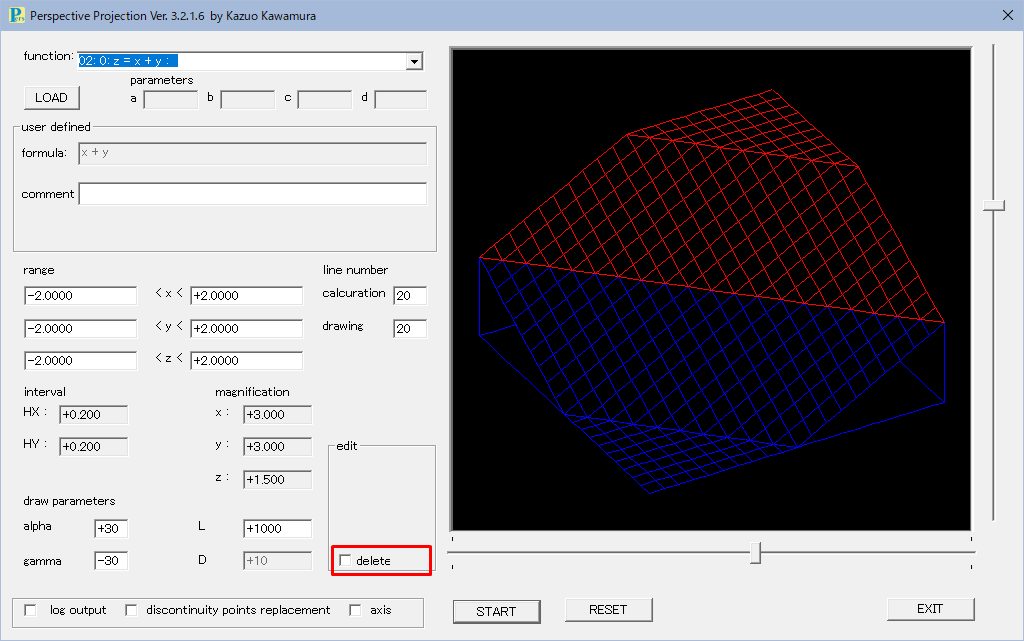 Perspective Projection Ver. 3.2.1.6 by Kazuo Kawamura
function: 02: 0: z = x + y :
parameters
LOAD a b c d
user defined
formula: x + y
comment
range line number
-2.0000 < x < +2.0000 calcuration 20
-2.0000 < y < +2.0000 drawing 20
-2.0000 < z < +2.0000
interval magnification
HX : +0.200 x : +3.000
HY : +0.200 y : +3.000
edit
z : +1.500
draw parameters
alpha +30 L +1000
gamma -30 D +10 delete
log output discontinuity points replacement axis
START RESET EXIT